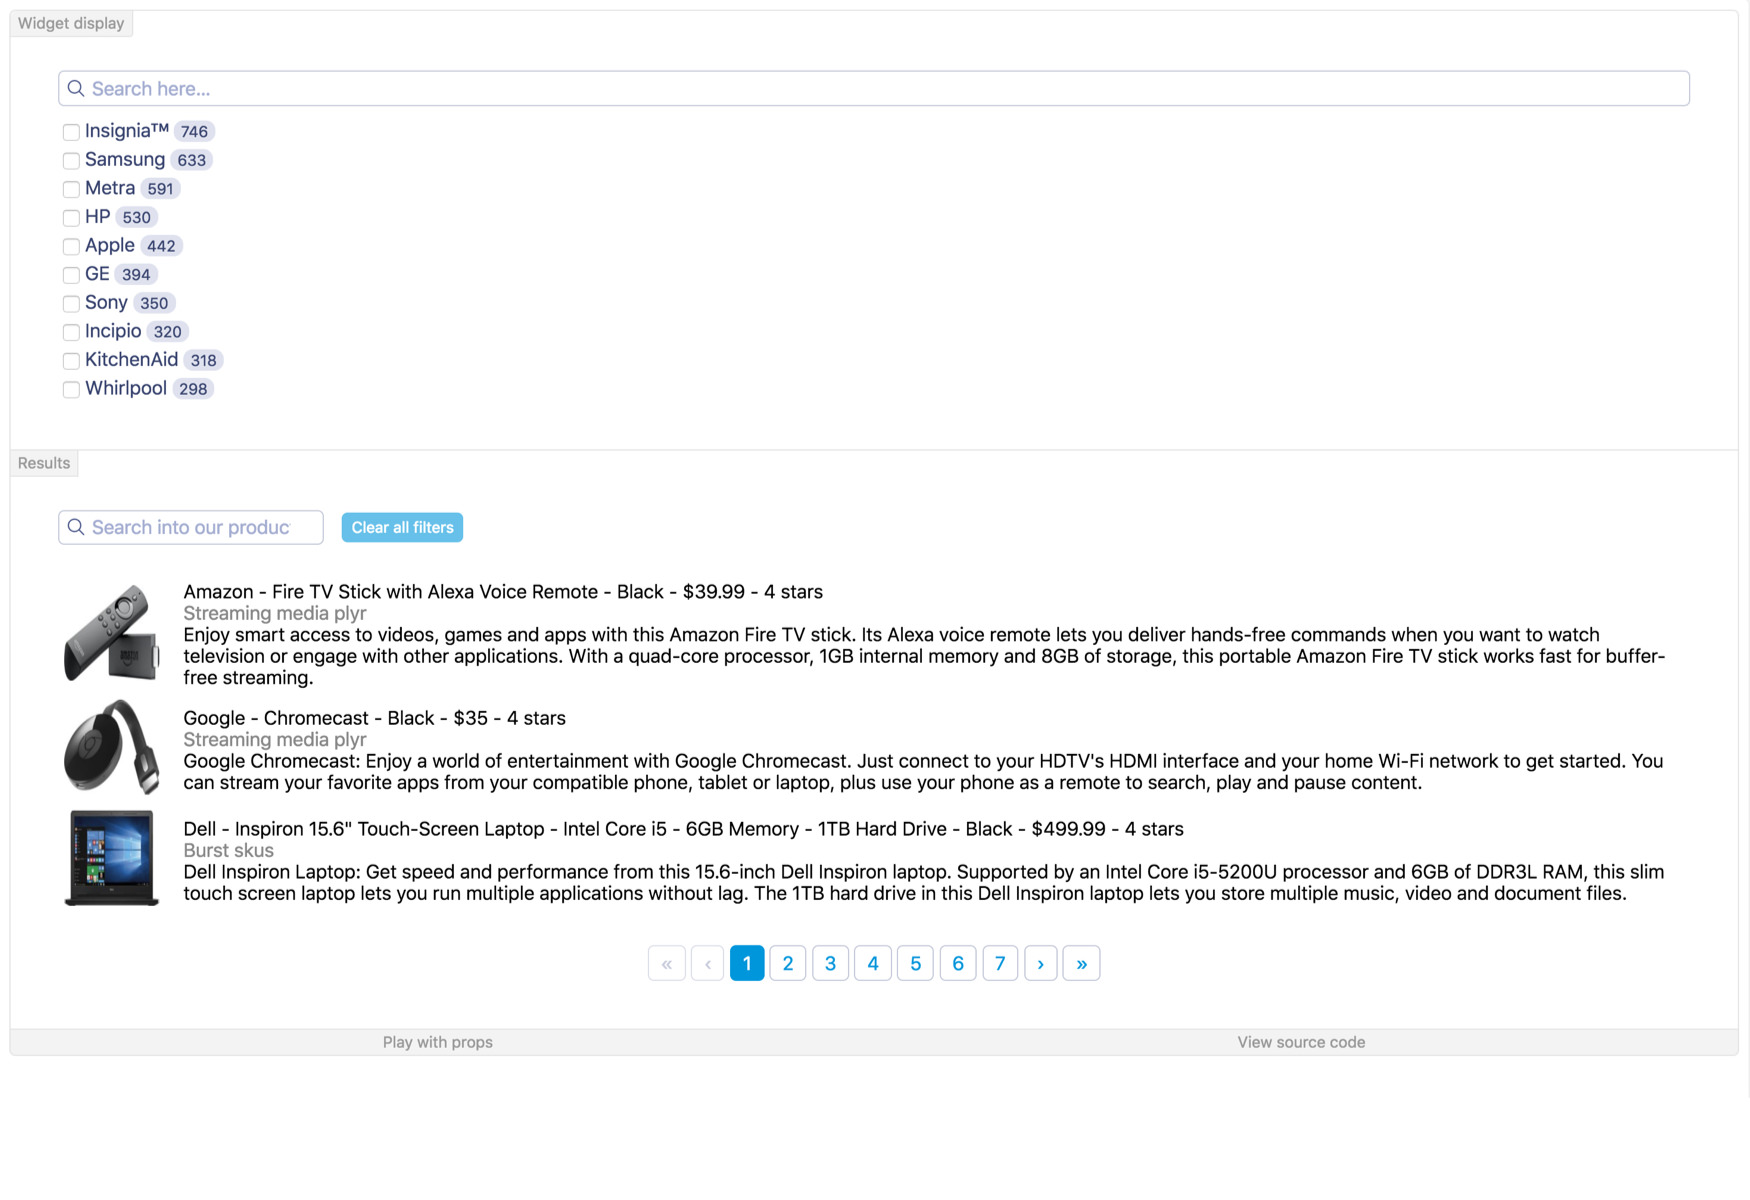 Widget display
Search here...
Insignia™ 746
Samsung 633
Metra 591
HP 530
Apple 442
GE 394
Sony 350
Incipio 320
KitchenAid 318
Whirlpool 298
Results
Search into our produc
Clear all filters
Amazon - Fire TV Stick with Alexa Voice Remote - Black - $39.99 - 4 stars
Streaming media plyr
Enjoy smart access to videos, games and apps with this Amazon Fire TV stick. Its Alexa voice remote lets you deliver hands-free commands when you want to watch
television or engage with other applications. With a quad-core processor, 1GB internal memory and 8GB of storage, this portable Amazon Fire TV stick works fast for buffer-
free streaming.
Google - Chromecast - Black - $35 - 4 stars
Streaming media plyr
Google Chromecast: Enjoy a world of entertainment with Google Chromecast. Just connect to your HDTV's HDMI interface and your home Wi-Fi network to get started. You
can stream your favorite apps from your compatible phone, tablet or laptop, plus use your phone as a remote to search, play and pause content.
Dell - Inspiron 15.6" Touch-Screen Laptop - Intel Core i5 - 6GB Memory - 1TB Hard Drive - Black - $499.99 - 4 stars
Burst skus
Dell Inspiron Laptop: Get speed and performance from this 15.6-inch Dell Inspiron laptop. Supported by an Intel Core i5-5200U processor and 6GB of DDR3L RAM, this slim
touch screen laptop lets you run multiple applications without lag. The 1TB hard drive in this Dell Inspiron laptop lets you store multiple music, video and document files.
« ‹ 1 2 3 4 5 6 7 › »
Play with props View source code